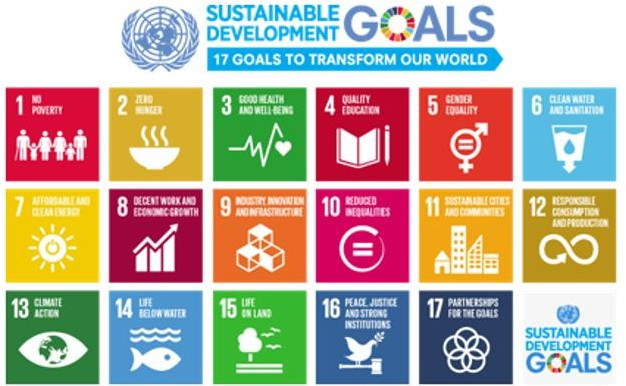 SUSTAINABLE
DEVELOPMENT
GOALS
17 GOALS TO TRANSFORM OUR WORLD
1 NO
POVERTY
2 ZERO
HUNGER
3 GOOD HEALTH
AND WELL-BEING
4 QUALITY
EDUCATION
5 GENDER
EQUALITY
6 CLEAN WATER
AND SANITATION
7 AFFORDABLE AND
CLEAN ENERGY
8 DECENT WORK AND
ECONOMIC GROWTH
9 INDUSTRY, INNOVATION
AND INFRASTRUCTURE
10 REDUCED
INEQUALITIES
11 SUSTAINABLE CITIES
AND COMMUNITIES
12 RESPONSIBLE
CONSUMPTION
AND PRODUCTION
13 CLIMATE
ACTION
14 LIFE
BELOW WATER
15 LIFE
ON LAND
16 PEACE, JUSTICE
AND STRONG
INSTITUTIONS
17 PARTNERSHIPS
FOR THE GOALS
SUSTAINABLE
DEVELOPMENT
GOALS